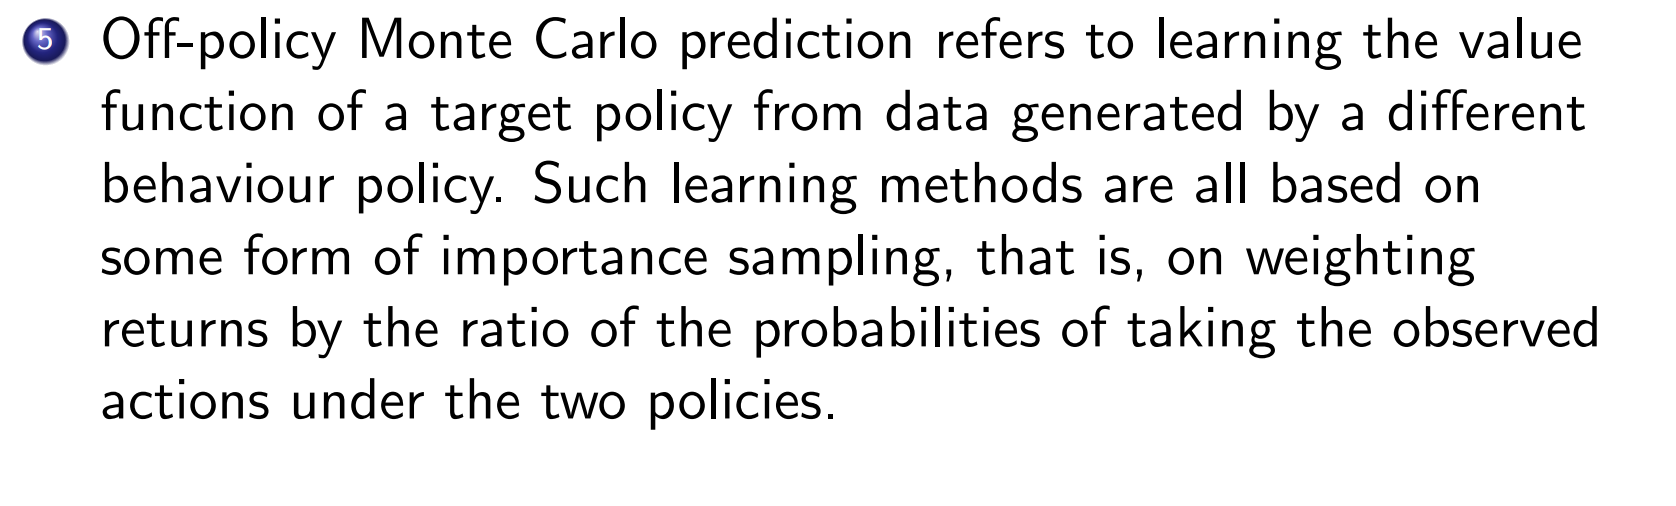 5 Off-policy Monte Carlo prediction refers to learning the value
function of a target policy from data generated by a different
behaviour policy. Such learning methods are all based on
some form of importance sampling, that is, on weighting
returns by the ratio of the probabilities of taking the observed
actions under the two policies.